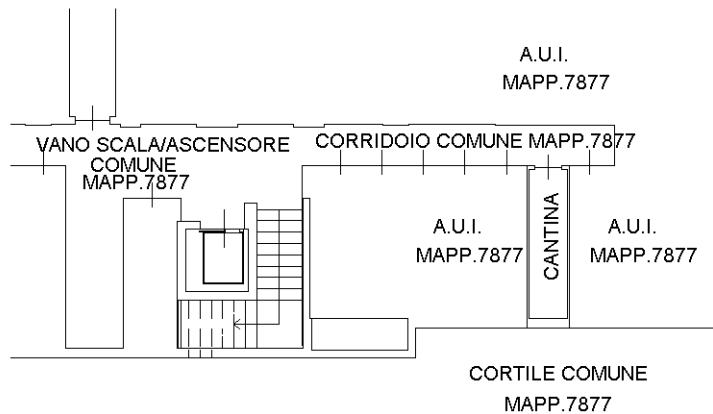 A.U.I.
MAPP.7877
VANO SCALA/ASCENSORE
COMUNE
MAPP.7877
CORRIDOIO COMUNE MAPP.7877
A.U.I.
MAPP.7877
CANTINA
A.U.I.
MAPP.7877
CORTILE COMUNE
MAPP.7877